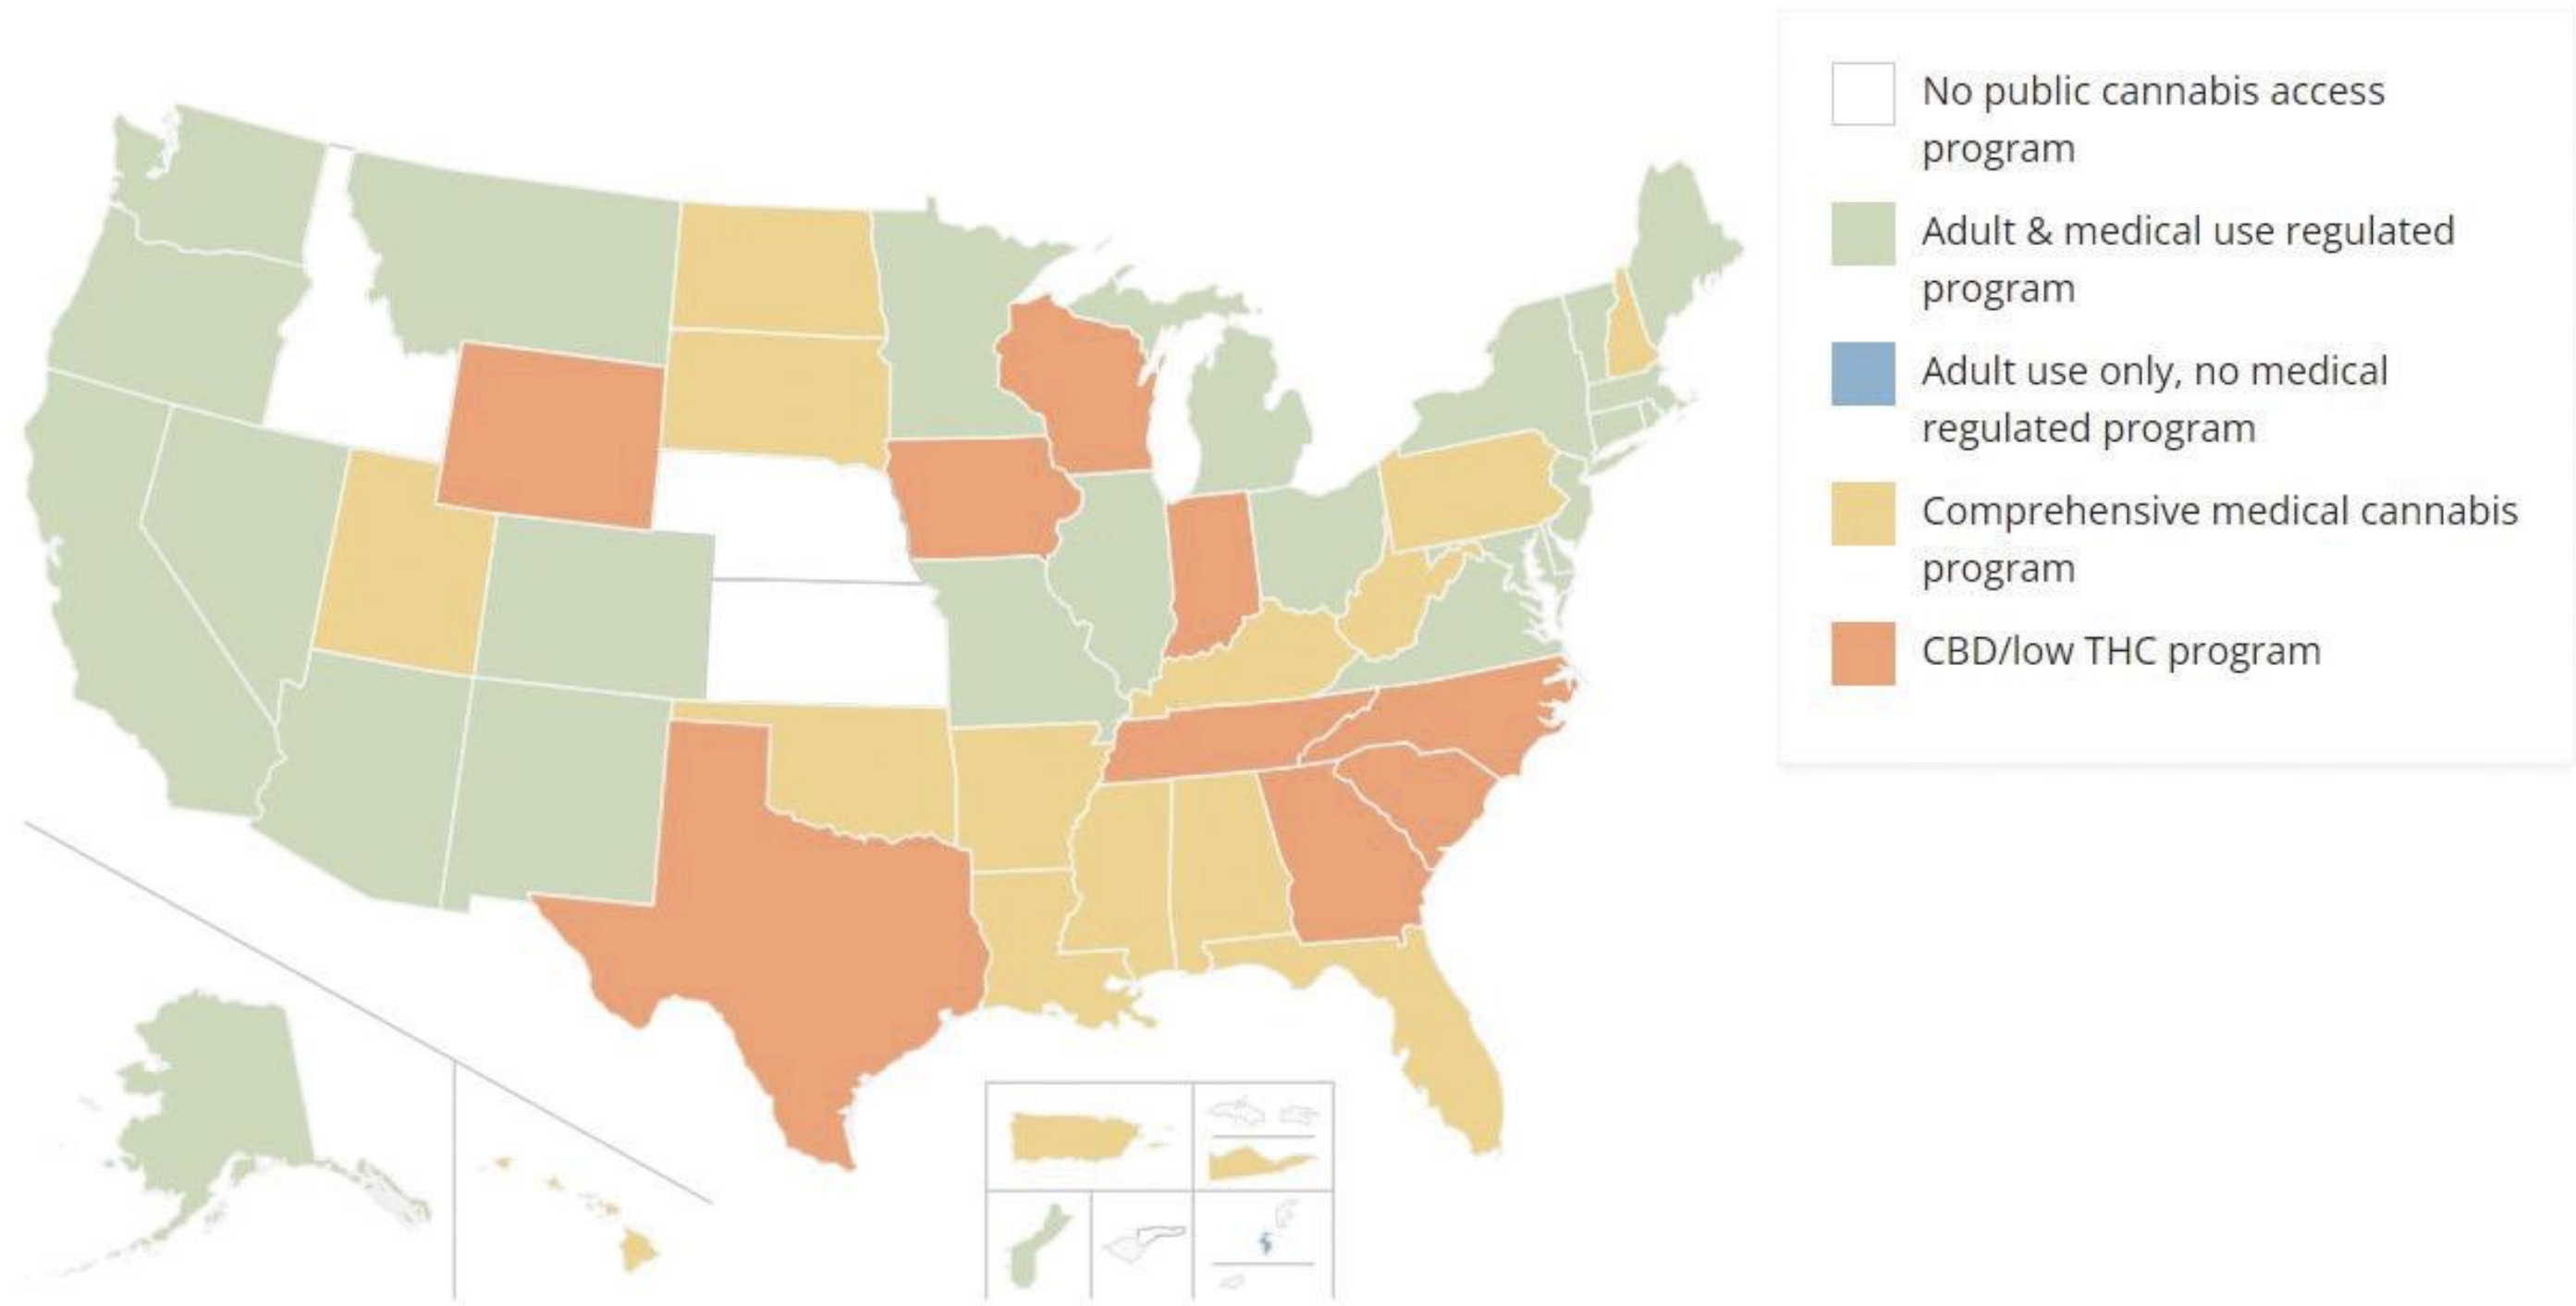 No public cannabis access
program
Adult & medical use regulated
program
Adult use only, no medical
regulated program
Comprehensive medical cannabis
program
CBD/low THC program